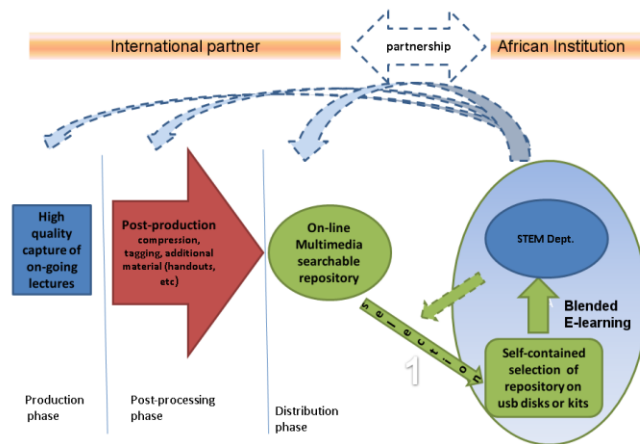 International partner
partnership
African Institution
High
quality
capture of
on-going
lectures
Post-production
compression,
tagging, additional
material (handouts,
etc)
On-line
Multimedia
searchable
repository
STEM Dept.
selection
1
Blended
E-learning
Self-contained
selection of
repository on
usb disks or kits
Production
phase
Post-processing
phase
Distribution
phase